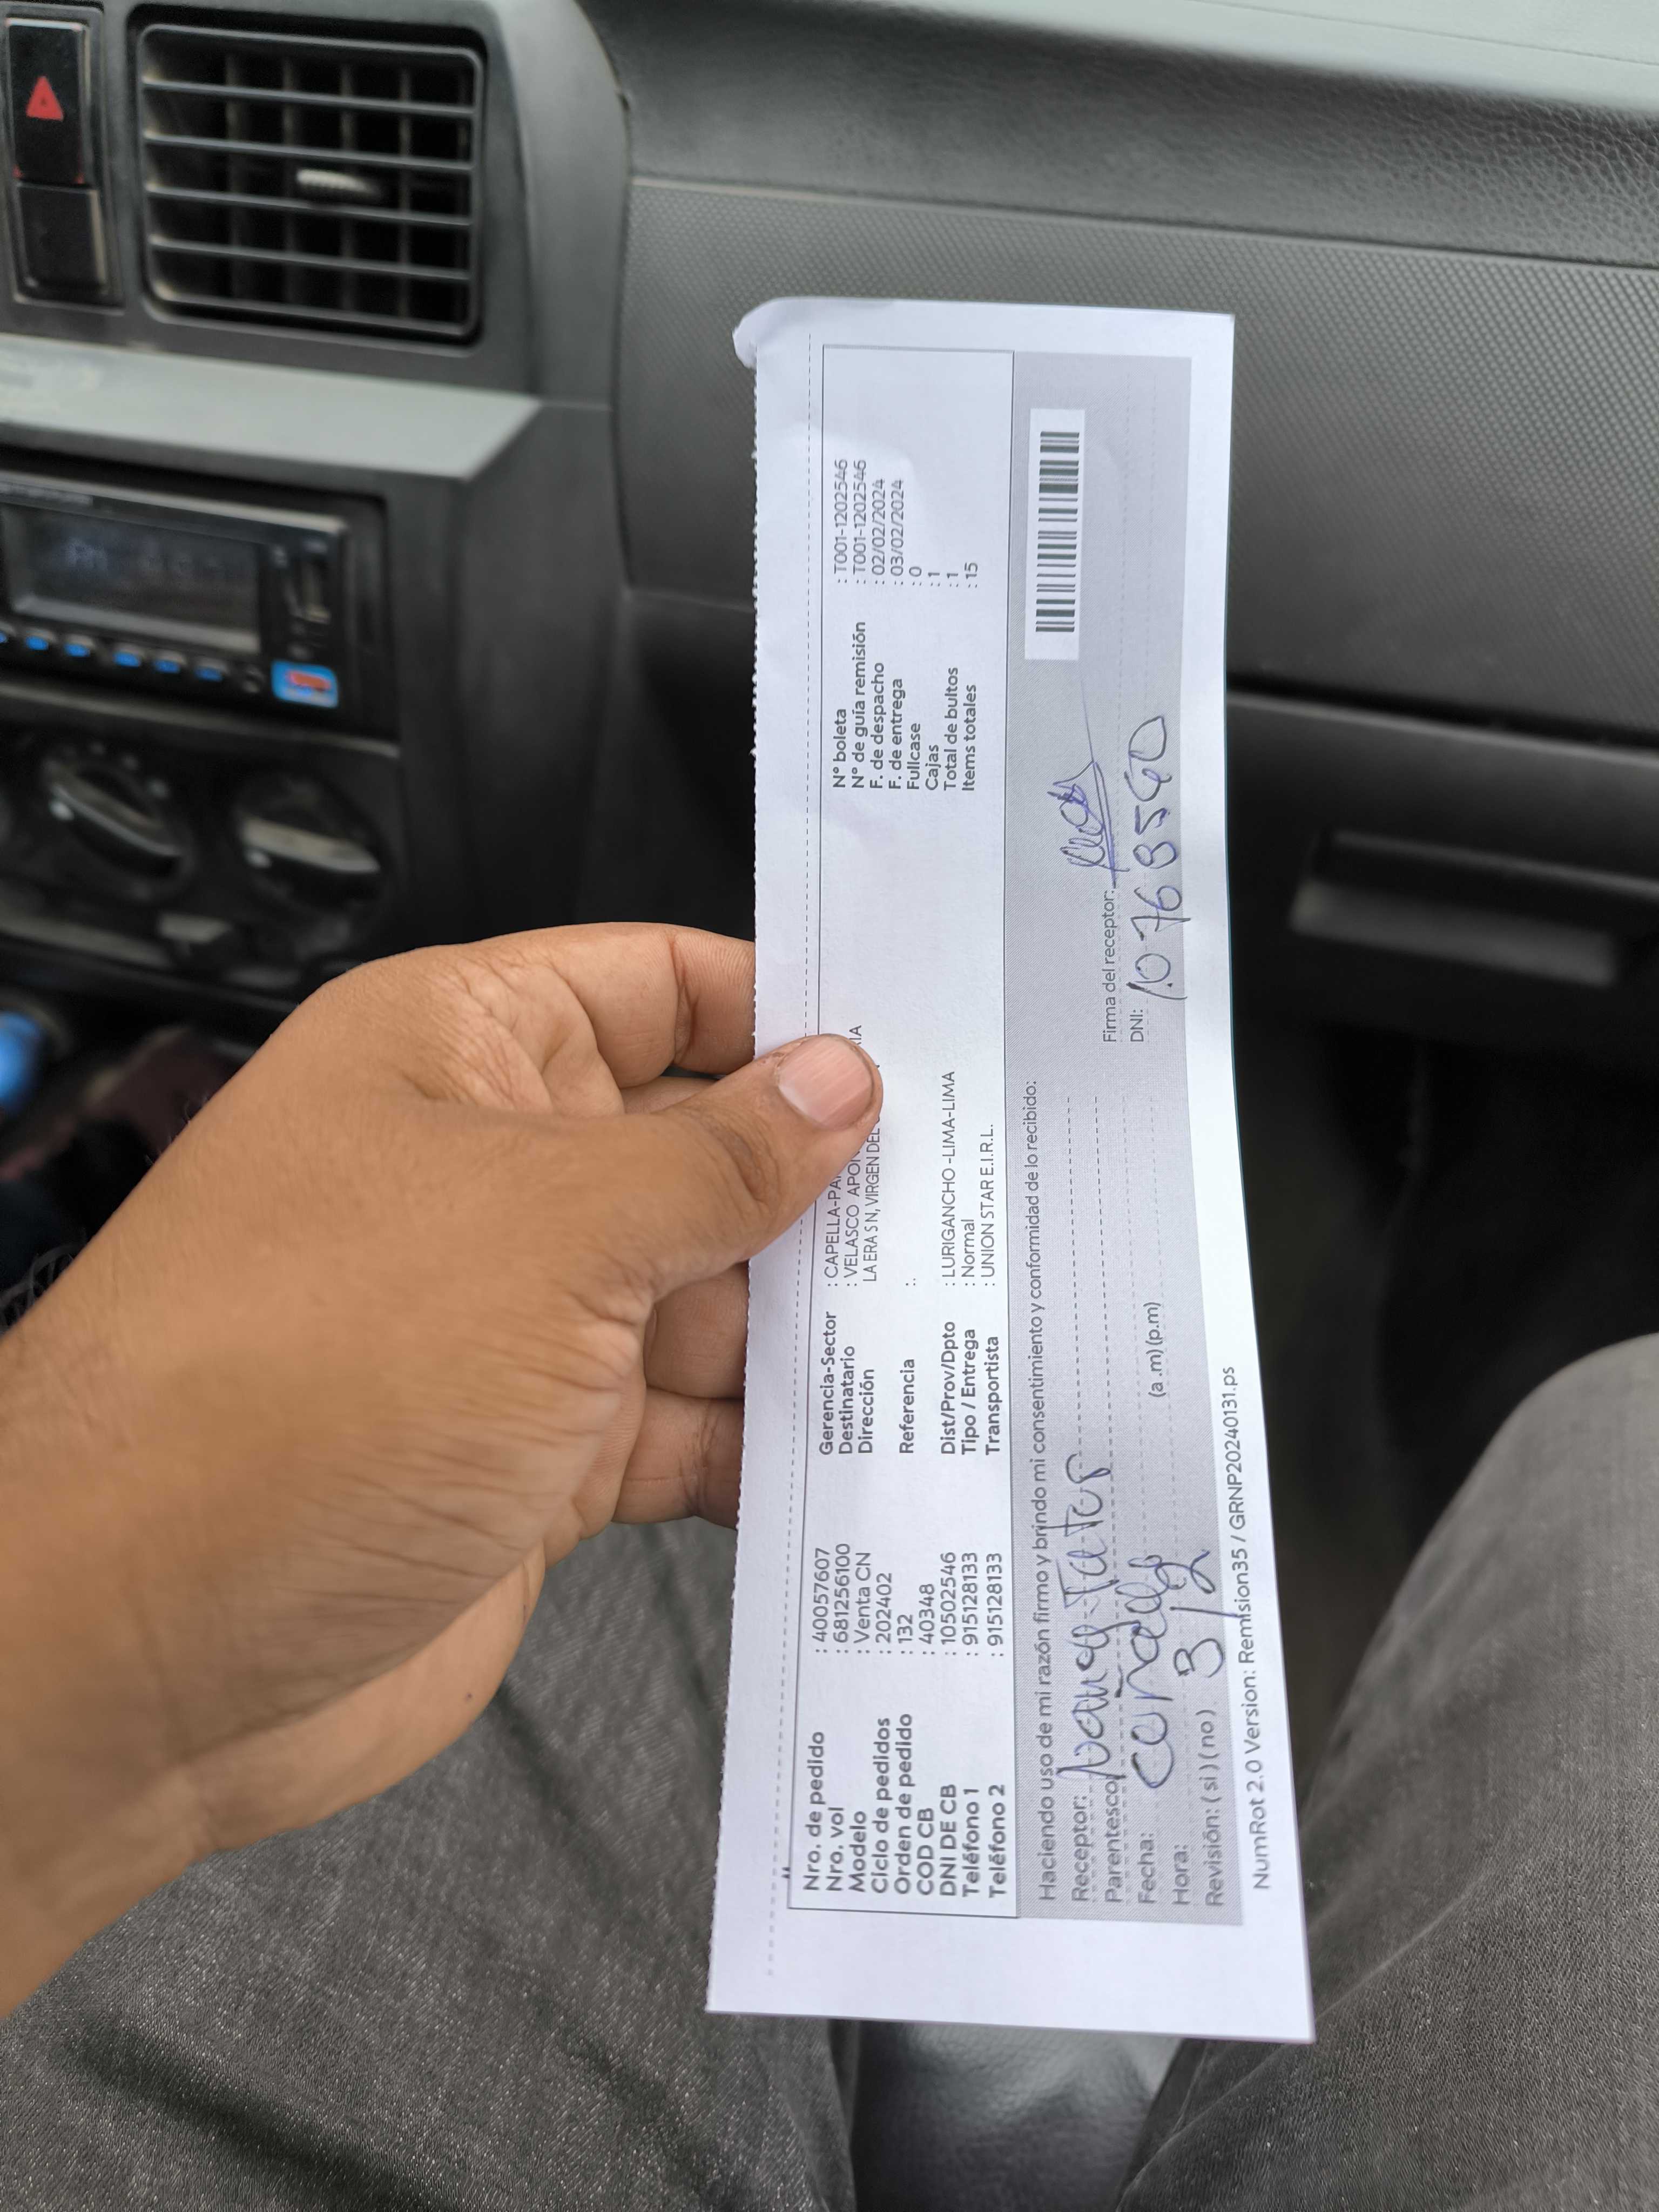 Nro. de pedido : 40057607
Nro. vol : 681256100
Modelo : Venta CN
Ciclo de pedidos : 202402
Orden de pedido : 132
COD CB : 40348
DNI DE CB : 10502546
Teléfono 1 : 915128133
Teléfono 2 : 915128133
Gerencia-Sector : CAPELLA-
Destinatario : VELASCO
Dirección LA ERA S N, VIRGEN DEL
Referencia :.
Dist/Prov/Dpto : LURIGANCHO -LIMA-LIMA
Tipo / Entrega : Normal
Transportista : UNION STAR E.I.R.L.
N° boleta : T001-1202546
N° de guía remisión : T001-1202546
F. de despacho : 02/02/2024
F. de entrega : 03/02/2024
Fullcase : 0
Cajas : 1
Total de bultos : 1
Items totales : 15
Haciendo uso de mi razón firmo y brindo mi consentimiento y conformidad de lo recibido:
Receptor:
Parentesco
Fecha:
Hora: 3/2 (a.m) (p.m)
Revisión: ( si ) ( no )
Firma del receptor:
DNI: 10768540
NumRot 2.0 Version: Remision35 / GRNP20240131.ps